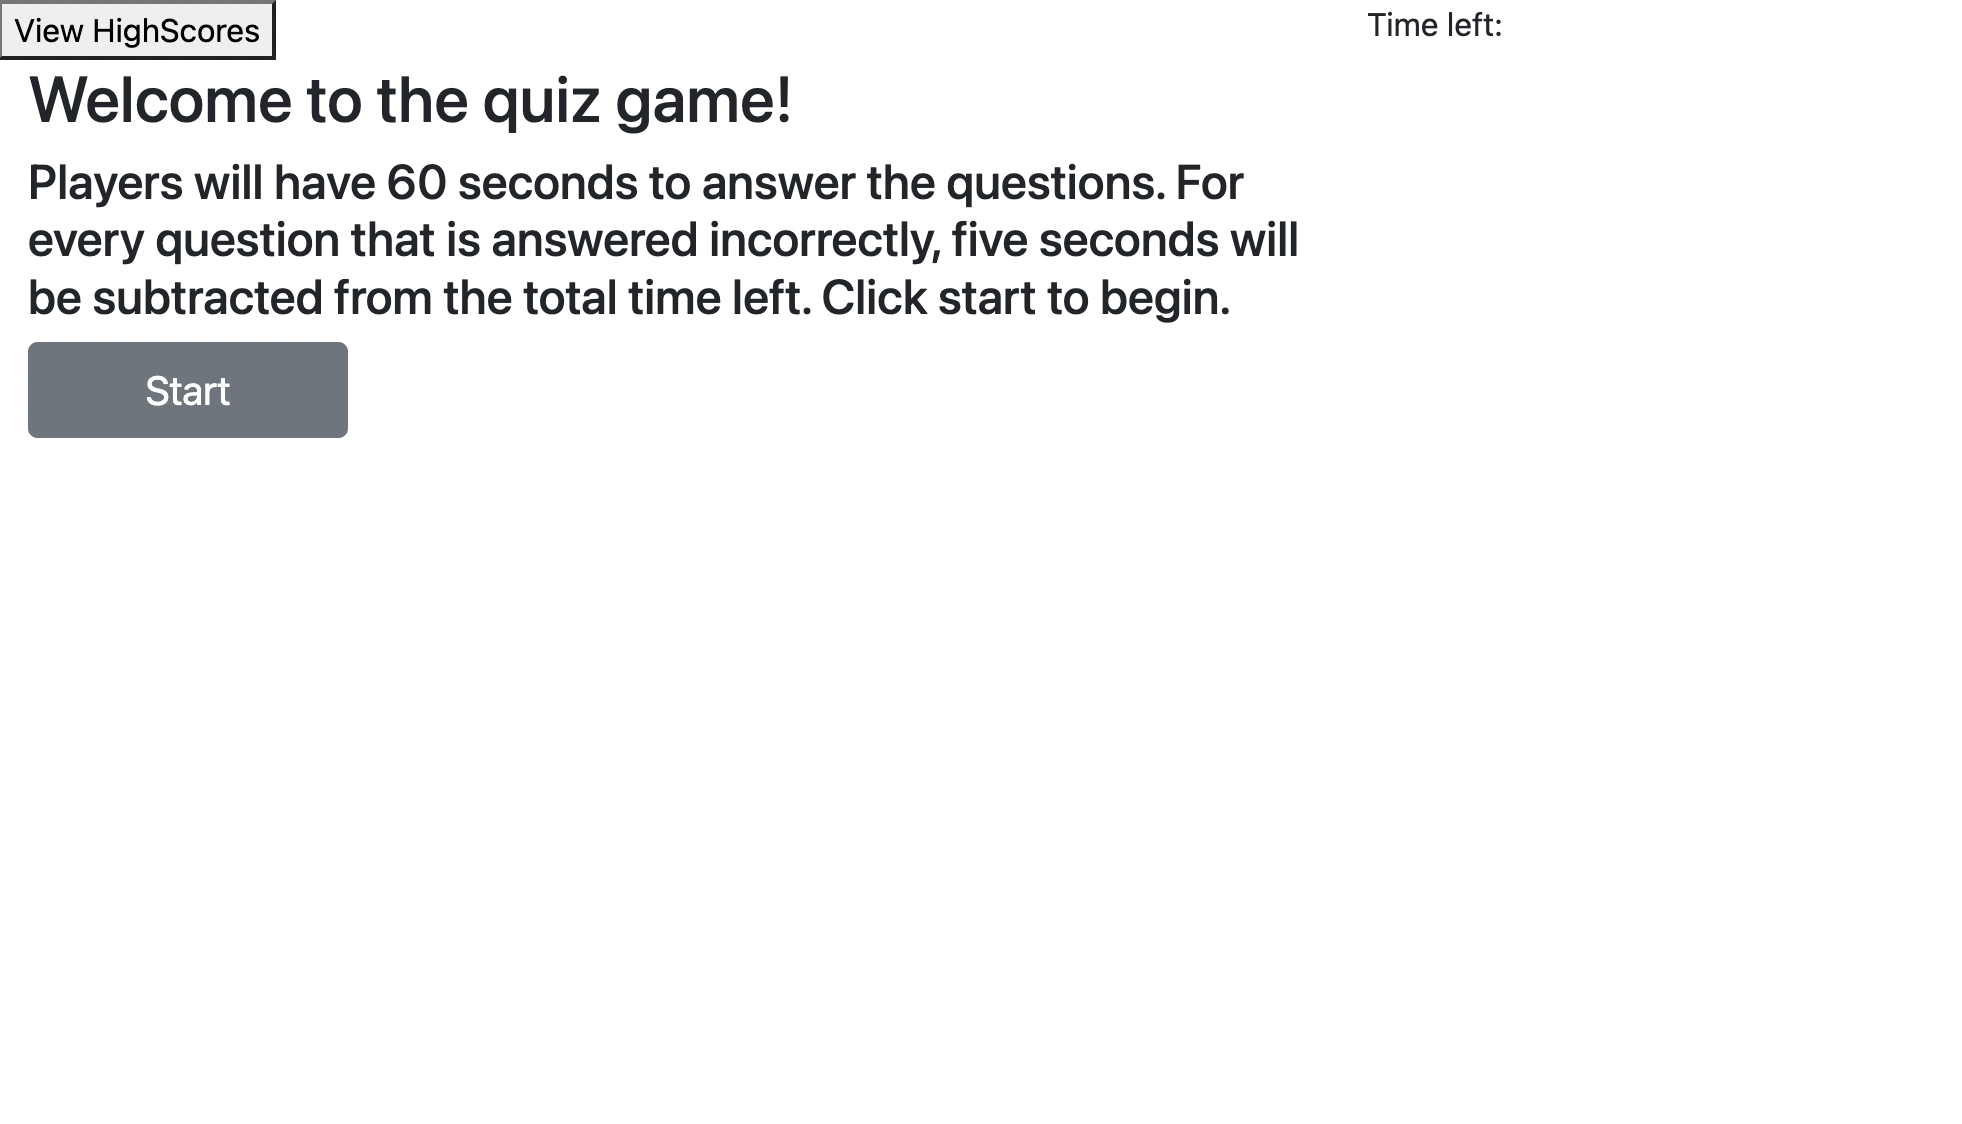 View HighScores
Time left:
Welcome to the quiz game!
Players will have 60 seconds to answer the questions. For
every question that is answered incorrectly, five seconds will
be subtracted from the total time left. Click start to begin.
Start